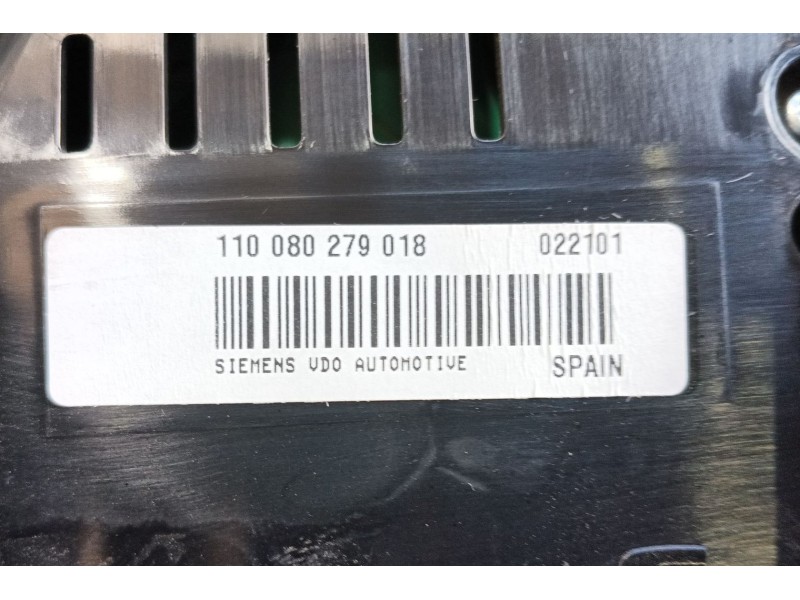 110 080 279 018 022101
SIEMENS VDO AUTOMOTIVE SPAIN